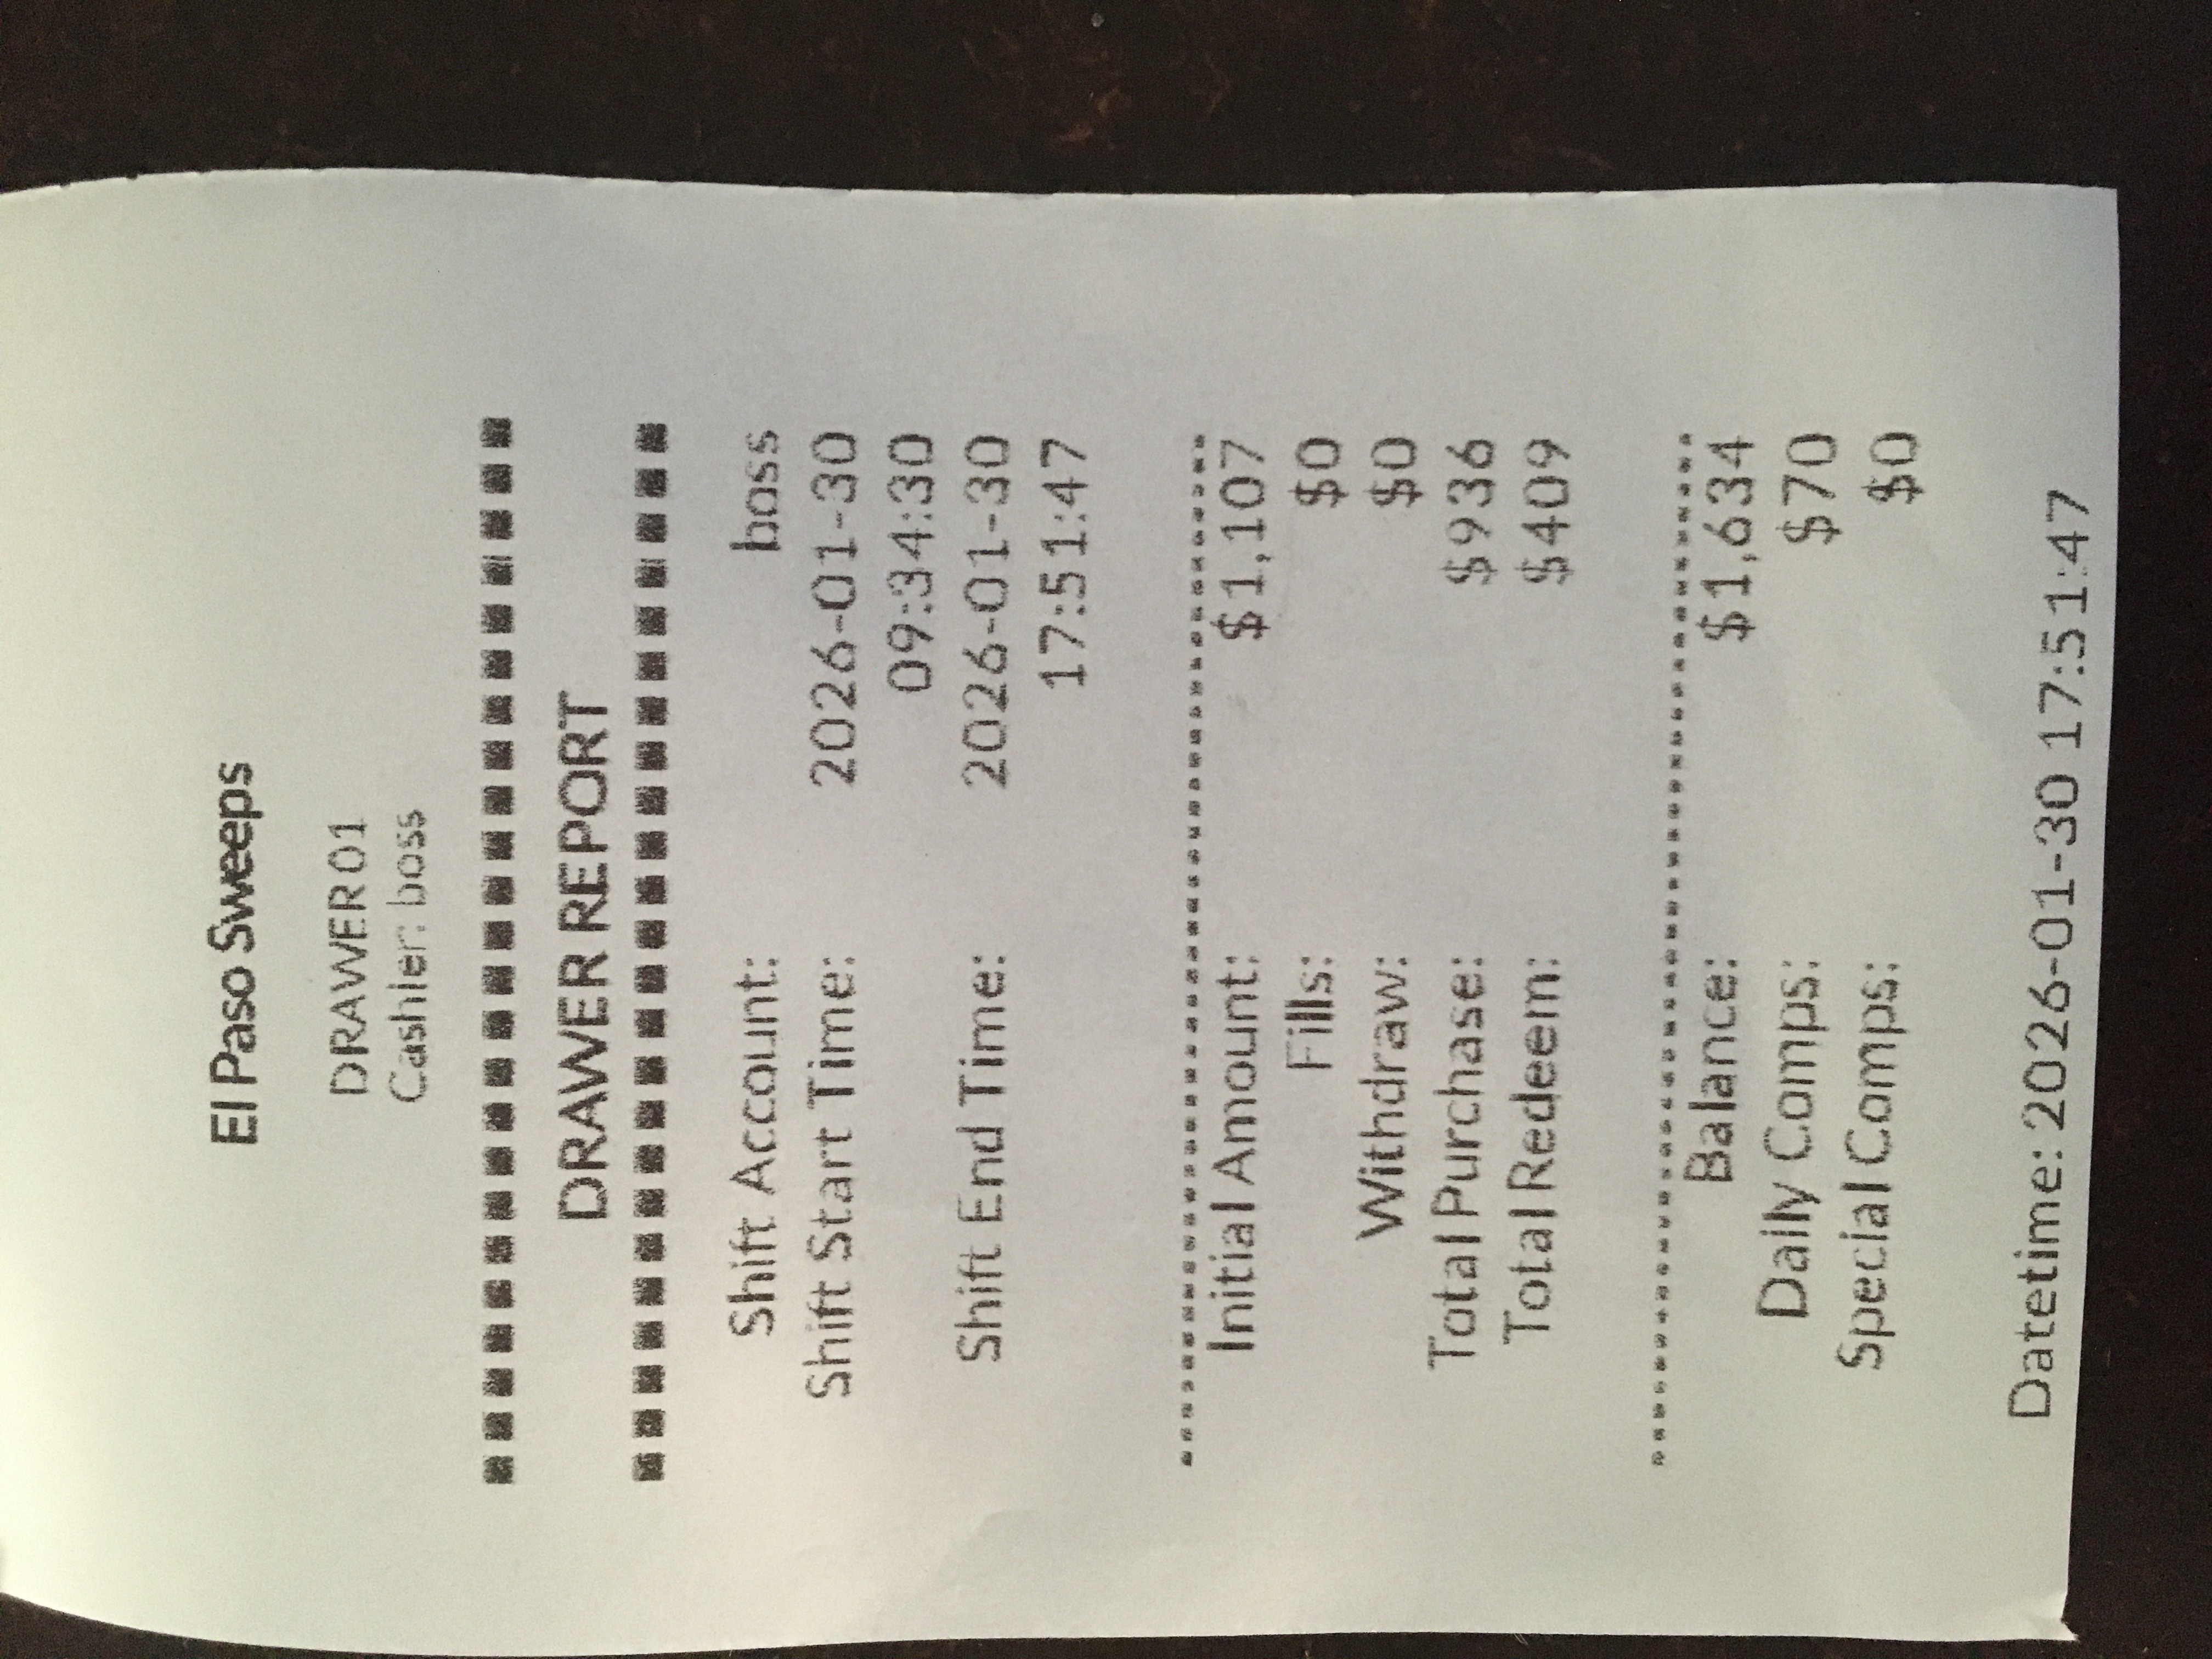 El Paso Sweeps
DRAWER 01
Cashier: boss
DRAWER REPORT
Shift Account: boss
Shift Start Time: 2026-01-30
09:34:30
Shift End Time: 2026-01-30
17:51:47
Initial Amount: $1,107
Fills: $0
Withdraw: $0
Total Purchase: $936
Total Redeem: $409
Balance: $1,634
Daily Comps: $70
Special Comps: $0
Datetime: 2026-01-30 17:51:47